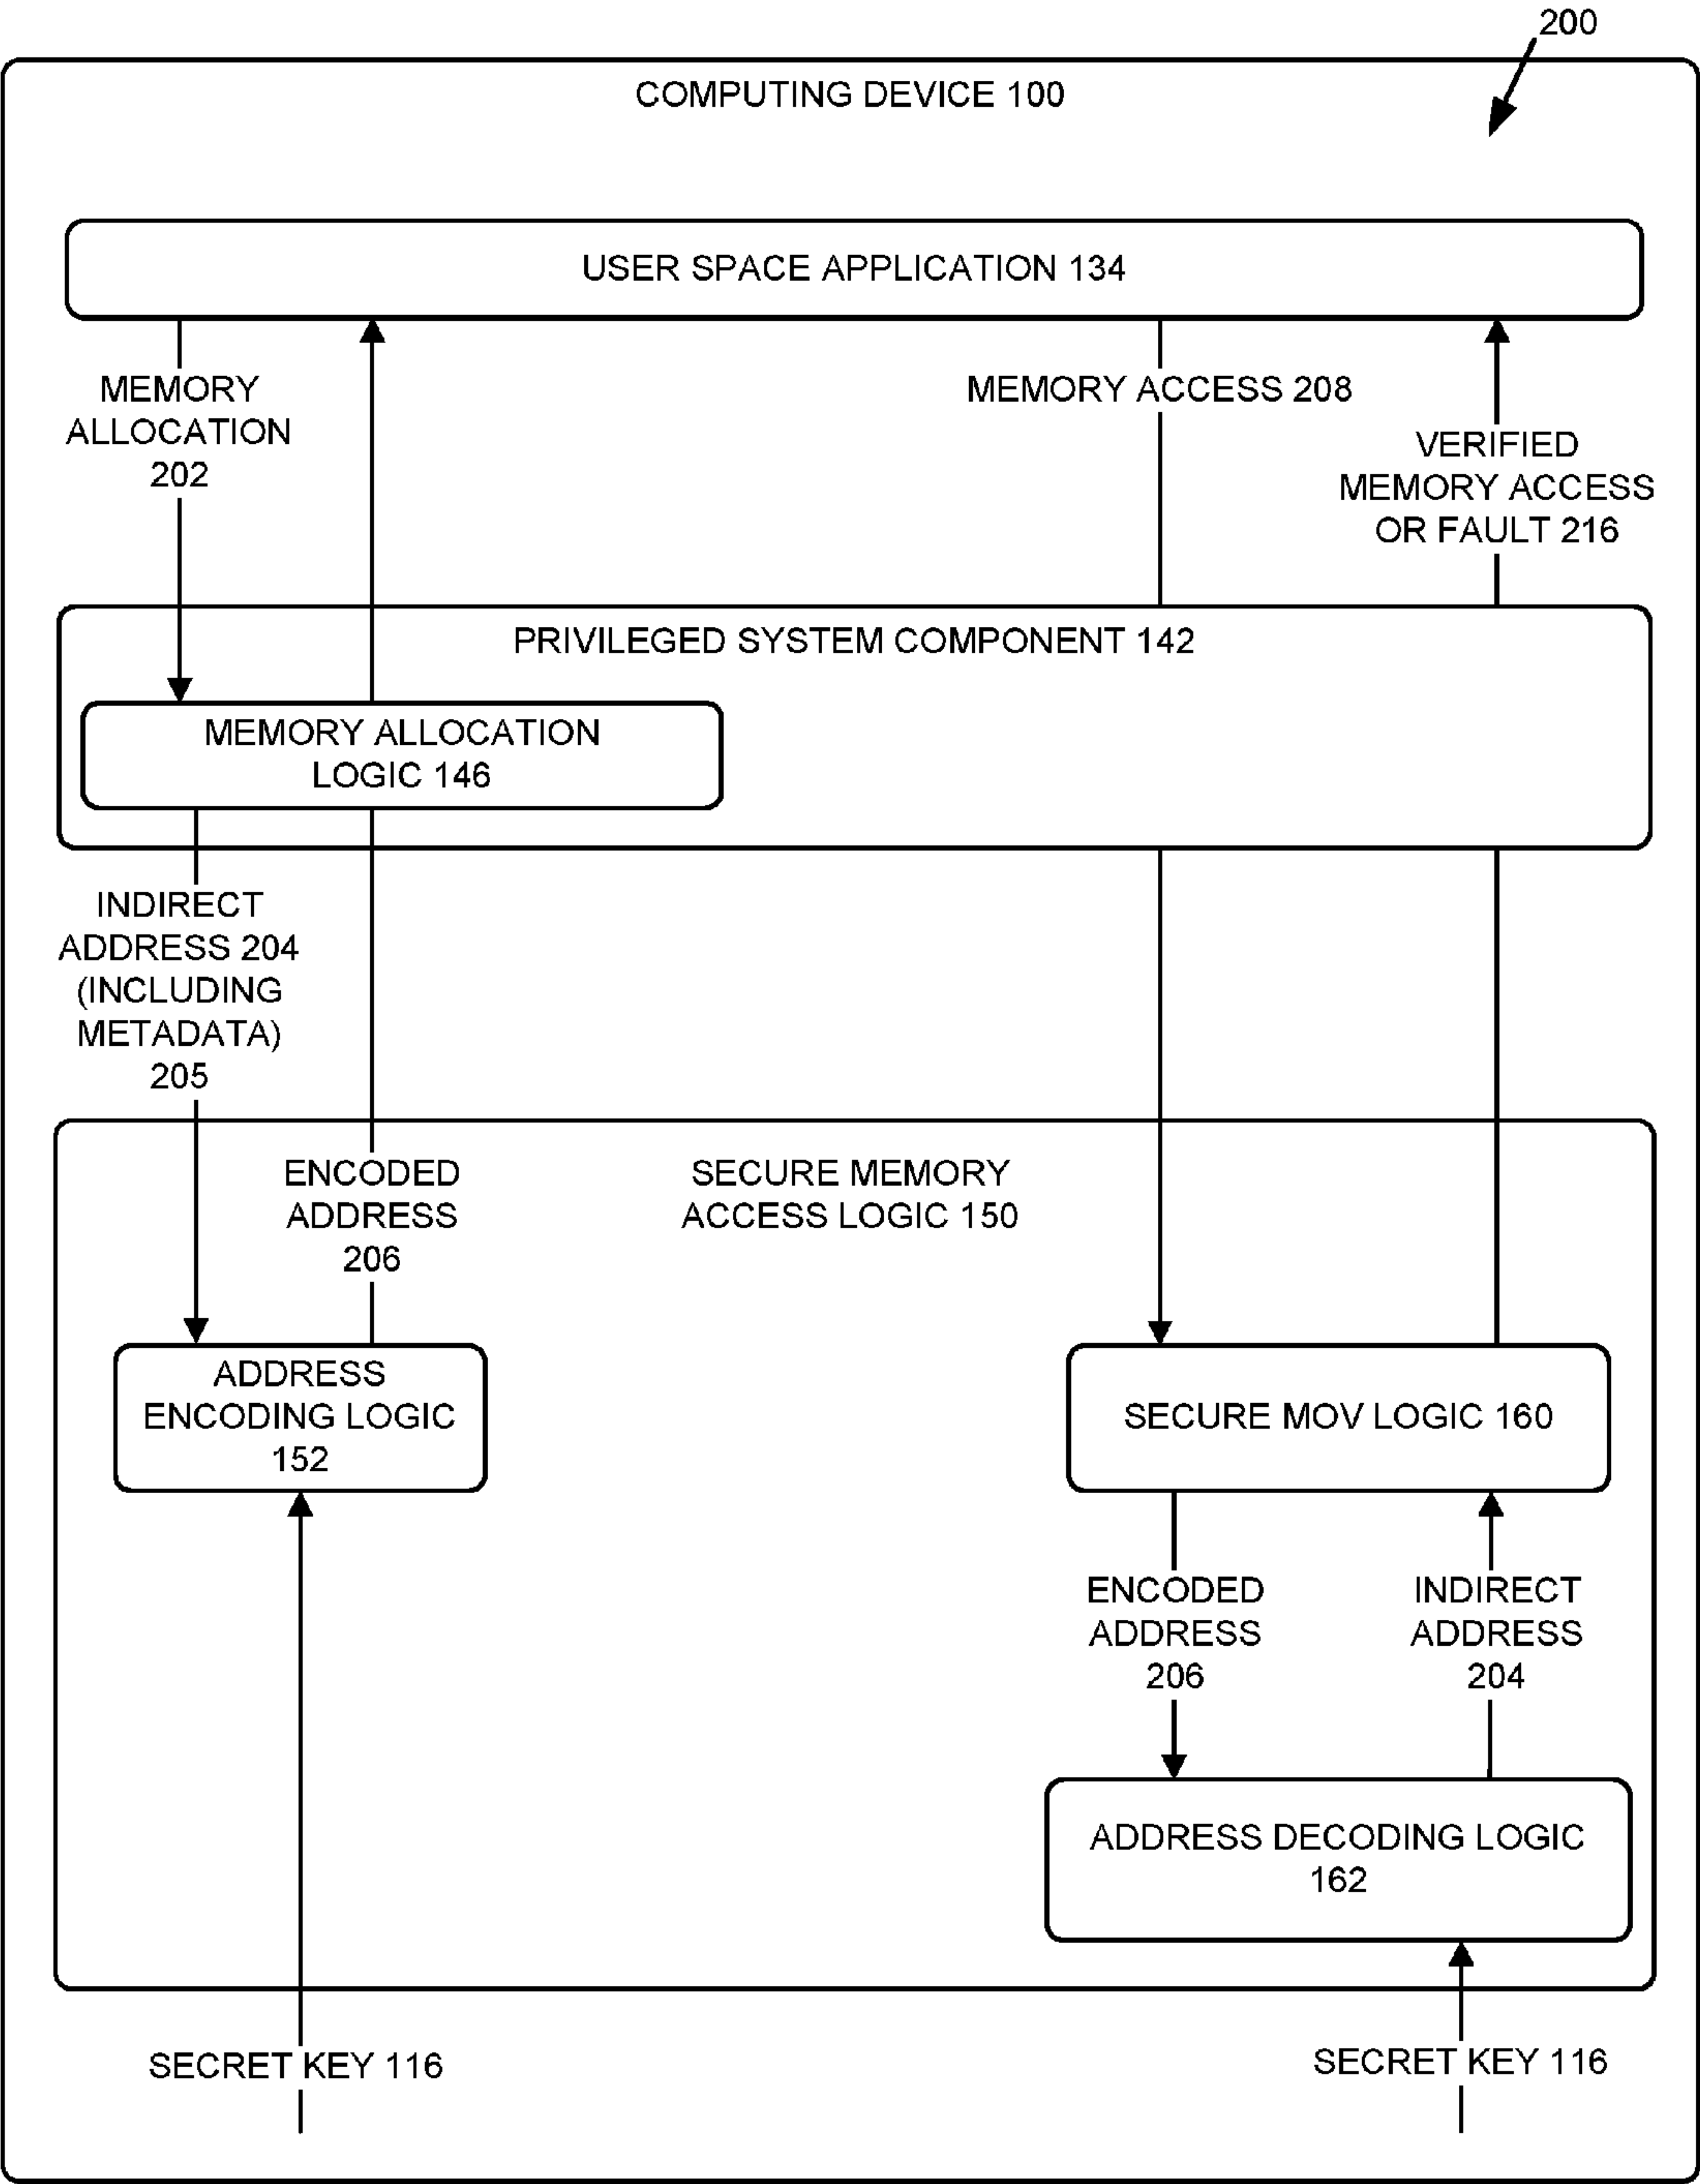 200
COMPUTING DEVICE 100
USER SPACE APPLICATION 134
MEMORY
ALLOCATION
202
MEMORY ACCESS 208
VERIFIED
MEMORY ACCESS
OR FAULT 216
PRIVILEGED SYSTEM COMPONENT 142
MEMORY ALLOCATION
LOGIC 146
INDIRECT
ADDRESS 204
(INCLUDING
METADATA)
205
ENCODED
ADDRESS
206
SECURE MEMORY
ACCESS LOGIC 150
ADDRESS
ENCODING LOGIC
152
SECURE MOV LOGIC 160
ENCODED
ADDRESS
206
INDIRECT
ADDRESS
204
ADDRESS DECODING LOGIC
162
SECRET KEY 116
SECRET KEY 116